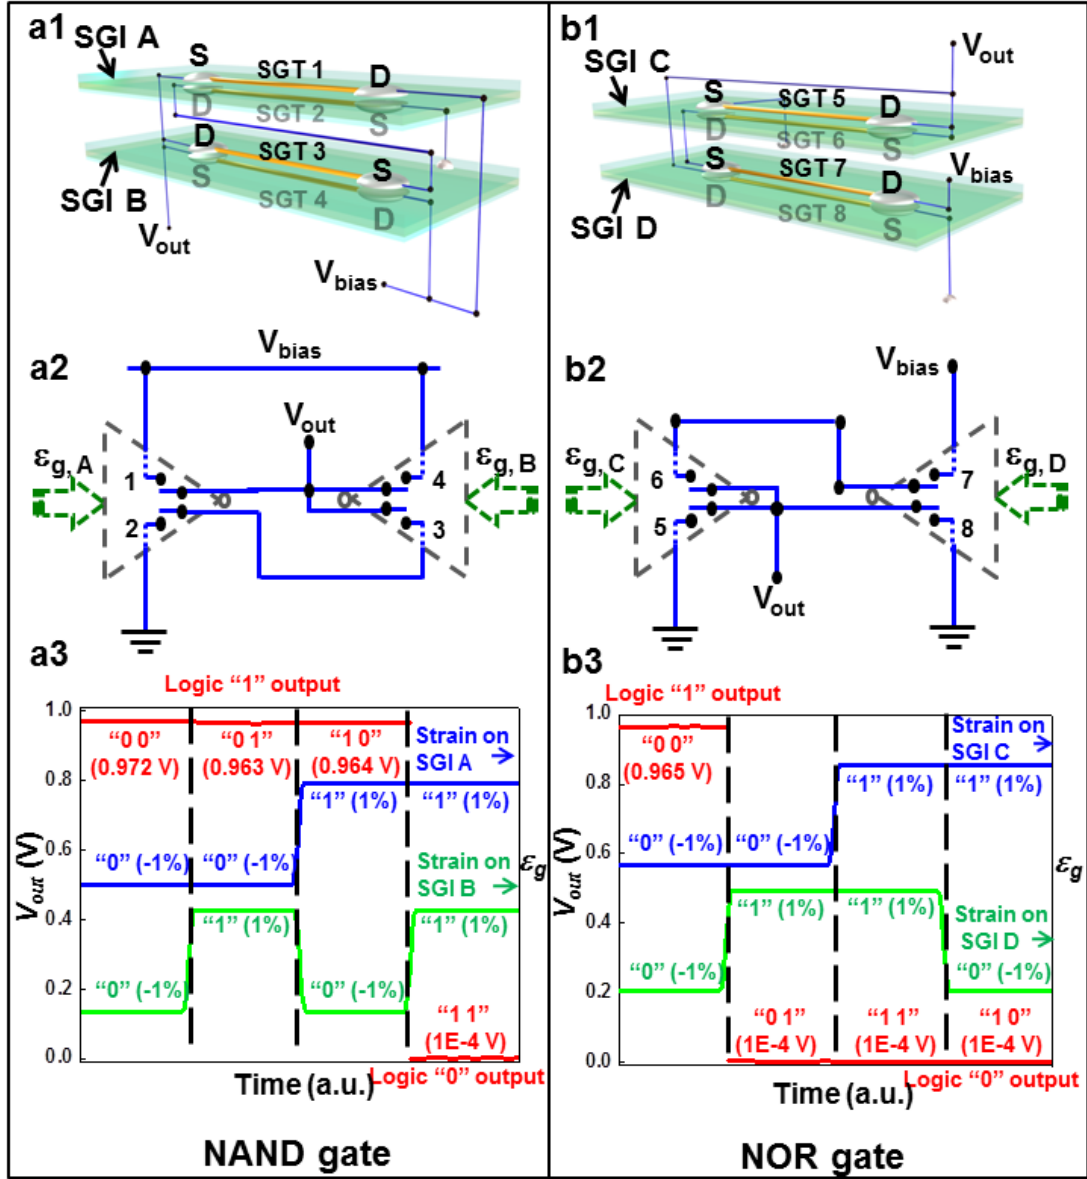 a1
SGI A
S
SGT 1
D
D
SGT 2
S
D
SGT 3
S
S
SGT 4
D
SGI B
Vout
Vbias
a2
Vbias
Vout
εg, A
1
2
4
3
εg, B
a3
Logic “1” output
1.0
0.8
0.6
0.4
0.2
0.0
Vout (V)
“0 0”
(0.972 V)
“0 1”
(0.963 V)
“1 0”
(0.964 V)
Strain on
SGI A
“0” (-1%)
“0” (-1%)
“1” (1%)
“1” (1%)
Strain on
SGI B
εg
“0” (-1%)
“1” (1%)
“0” (-1%)
“1” (1%)
“1 1”
(1E-4 V)
Logic “0” output
Time (a.u.)
NAND gate
b1
SGI C
Vout
S
SGT 5
D
D
SGT 6
S
S
SGT 7
D
D
SGT 8
S
Vbias
SGI D
b2
Vbias
εg, C
6
5
7
8
εg, D
Vout
b3
Logic “1” output
1.0
0.8
0.6
0.4
0.2
0.0
Vout (V)
“0 0”
(0.965 V)
Strain on
SGI C
“0” (-1%)
“0” (-1%)
“1” (1%)
“1” (1%)
εg
“0” (-1%)
“1” (1%)
“1” (1%)
“0” (-1%)
Strain on
SGI D
“0 1”
(1E-4 V)
“1 1”
(1E-4 V)
“1 0”
(1E-4 V)
Logic “0” output
Time (a.u.)
NOR gate